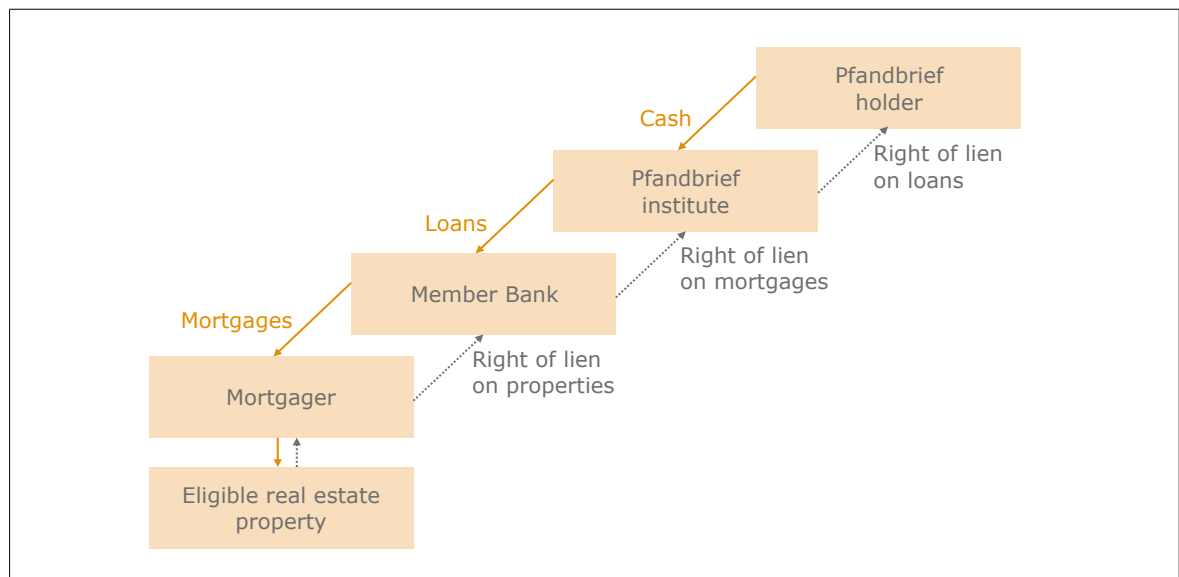 Pfandbrief
holder
Cash
Right of lien
on loans
Pfandbrief
institute
Loans
Right of lien
on mortgages
Member Bank
Mortgages
Right of lien
on properties
Mortgager
Eligible real estate
property